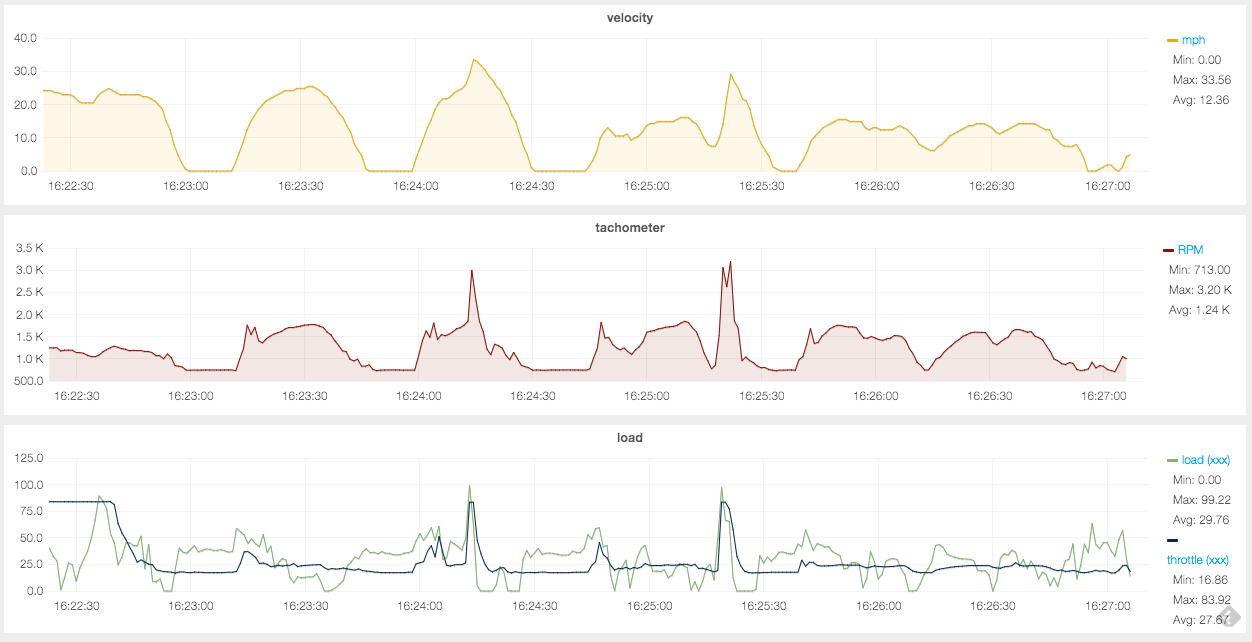 velocity
40.0
30.0
20.0
10.0
0.0
16:22:30 16:23:00 16:23:30 16:24:00 16:24:30 16:25:00 16:25:30 16:26:00 16:26:30 16:27:00
mph
Min: 0.00
Max: 33.56
Avg: 12.36
tachometer
3.5 K
3.0 K
2.5 K
2.0 K
1.5 K
1.0 K
500.0
16:22:30 16:23:00 16:23:30 16:24:00 16:24:30 16:25:00 16:25:30 16:26:00 16:26:30 16:27:00
RPM
Min: 713.00
Max: 3.20 K
Avg: 1.24 K
load
125.0
100.0
75.0
50.0
25.0
0.0
16:22:30 16:23:00 16:23:30 16:24:00 16:24:30 16:25:00 16:25:30 16:26:00 16:26:30 16:27:00
load (xxx)
Min: 0.00
Max: 99.22
Avg: 29.76
throttle (xxx)
Min: 16.86
Max: 83.92
Avg: 27.67